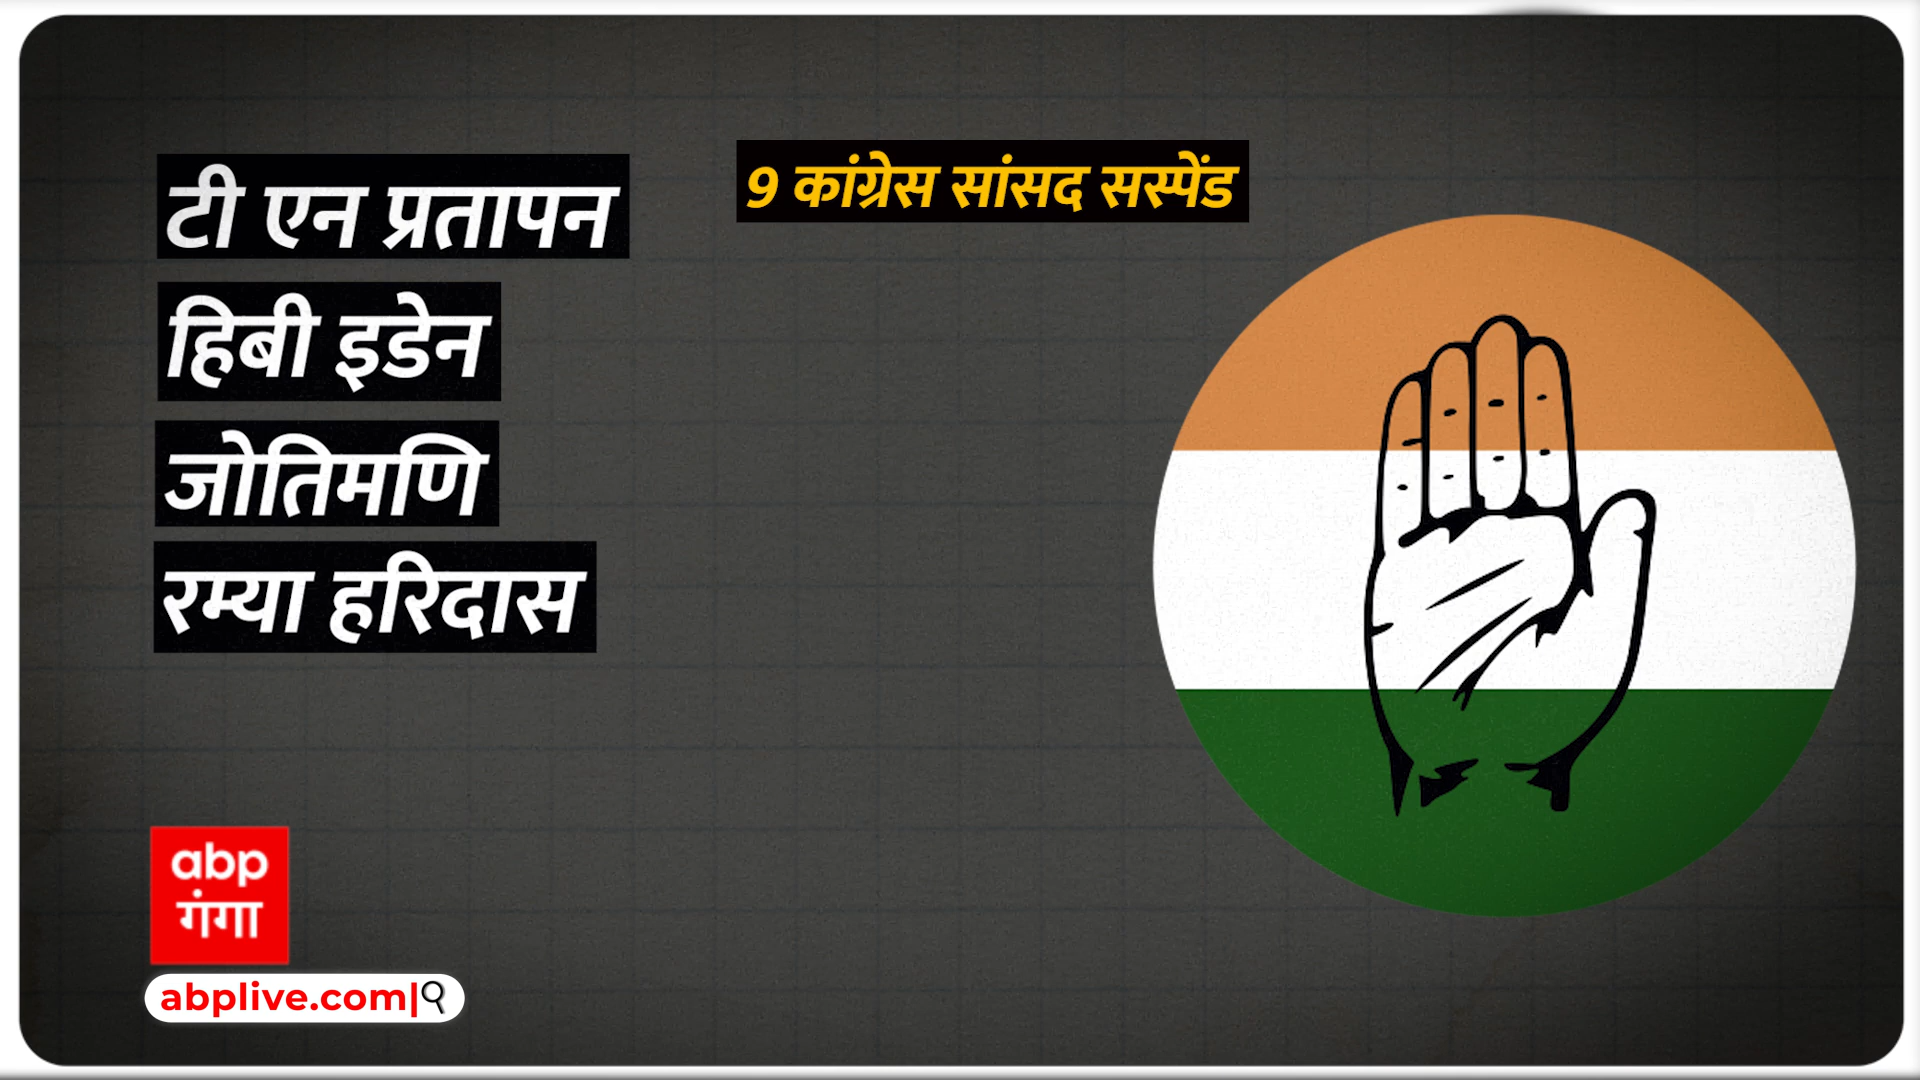 9 कांग्रेस सांसद सस्पेंड
टी एन प्रतापन
हिबी इडेन
जोतिमणि
रम्या हरिदास
abp
गंगा
abplive.com